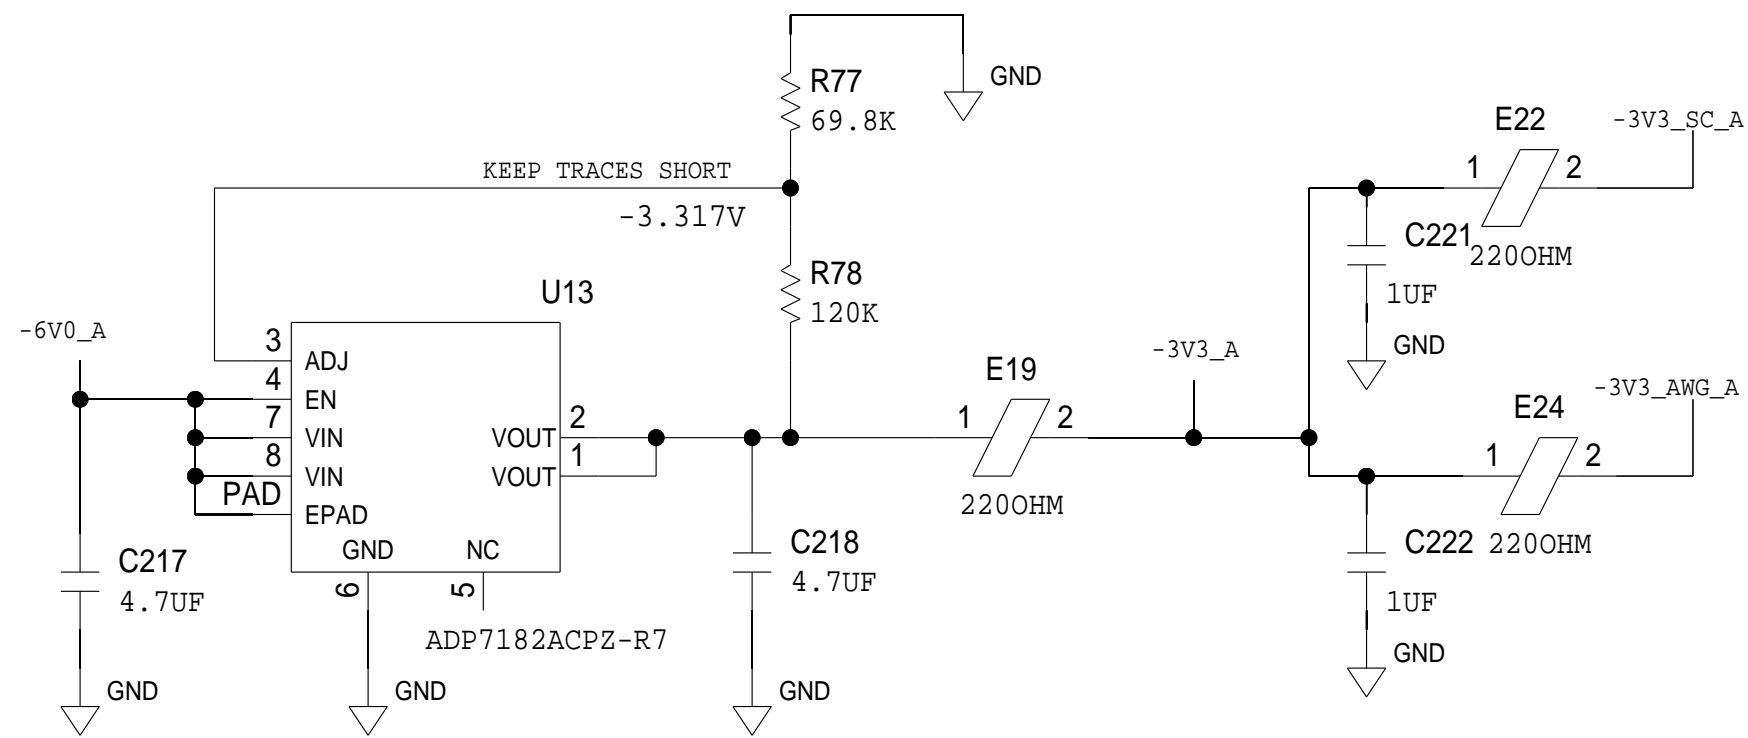 R77
69.8K
GND
E22
-3V3_SC_A
1
2
KEEP TRACES SHORT
-3.317V
C221
220OHM
1UF
GND
R78
120K
U13
-6V0_A
3
ADJ
4
EN
7
VIN
8
VIN
PAD
EPAD
GND
NC
6
5
VOUT
2
VOUT
1
ADP7182ACPZ-R7
C217
4.7UF
GND
GND
C218
4.7UF
GND
E19
1
2
220OHM
-3V3_A
E24
-3V3_AWG_A
1
2
C222
220OHM
1UF
GND